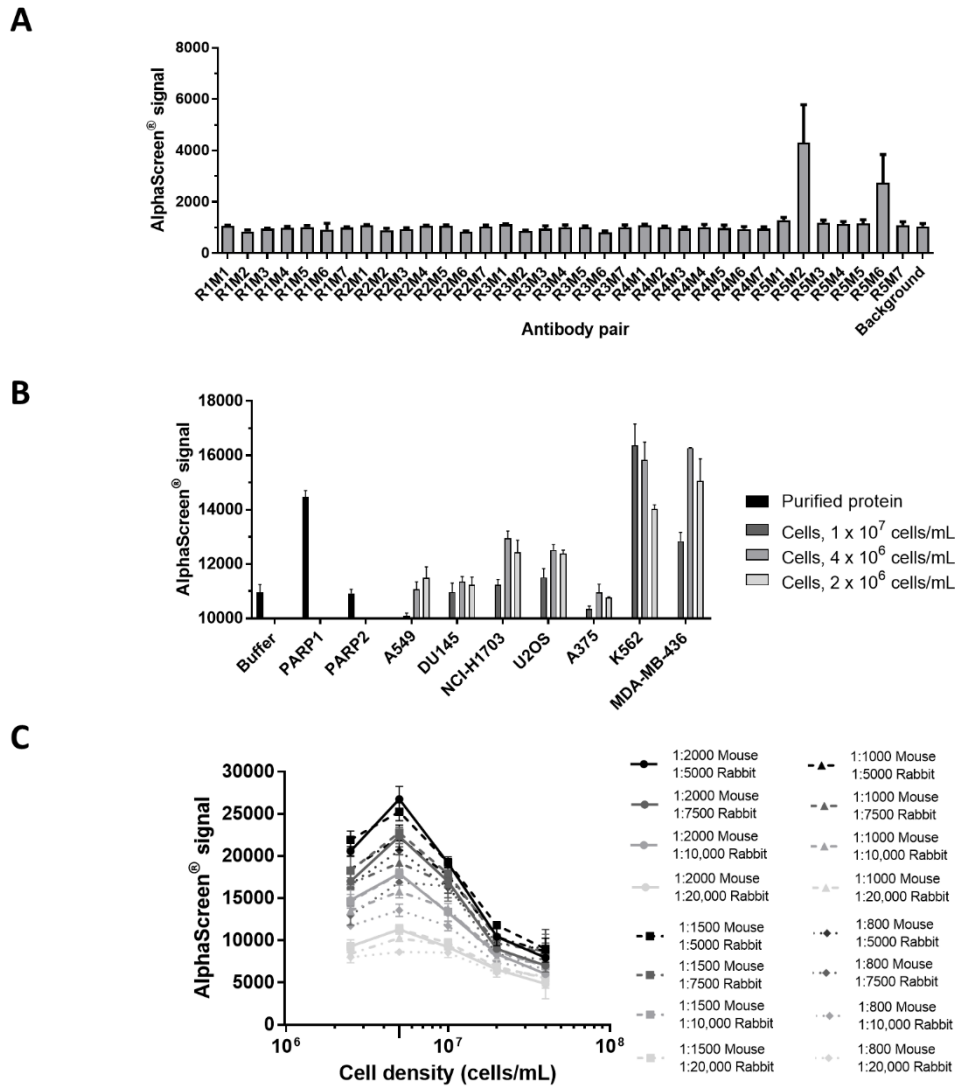 A
AlphaScreen® signal
8000
6000
4000
2000
0
R1M1
R1M2
R1M3
R1M4
R1M5
R1M6
R1M7
R2M1
R2M2
R2M3
R2M4
R2M5
R2M6
R2M7
R3M1
R3M2
R3M3
R3M4
R3M5
R3M6
R3M7
R4M1
R4M2
R4M3
R4M4
R4M5
R4M6
R4M7
R5M1
R5M2
R5M3
R5M4
R5M5
R5M6
R5M7
Background
Antibody pair
B
AlphaScreen® signal
18000
16000
14000
12000
10000
Buffer
PARP1
PARP2
A549
DU145
NCI-H1703
U2OS
A375
K562
MDA-MB-436
Purified protein
Cells, 1 x 10⁷ cells/mL
Cells, 4 x 10⁶ cells/mL
Cells, 2 x 10⁶ cells/mL
C
AlphaScreen® signal
30000
25000
20000
15000
10000
5000
0
10⁶
10⁷
10⁸
Cell density (cells/mL)
1:2000 Mouse
1:5000 Rabbit
1:2000 Mouse
1:7500 Rabbit
1:2000 Mouse
1:10,000 Rabbit
1:2000 Mouse
1:20,000 Rabbit
1:1500 Mouse
1:5000 Rabbit
1:1500 Mouse
1:7500 Rabbit
1:1500 Mouse
1:10,000 Rabbit
1:1500 Mouse
1:20,000 Rabbit
1:1000 Mouse
1:5000 Rabbit
1:1000 Mouse
1:7500 Rabbit
1:1000 Mouse
1:10,000 Rabbit
1:1000 Mouse
1:20,000 Rabbit
1:800 Mouse
1:5000 Rabbit
1:800 Mouse
1:7500 Rabbit
1:800 Mouse
1:10,000 Rabbit
1:800 Mouse
1:20,000 Rabbit